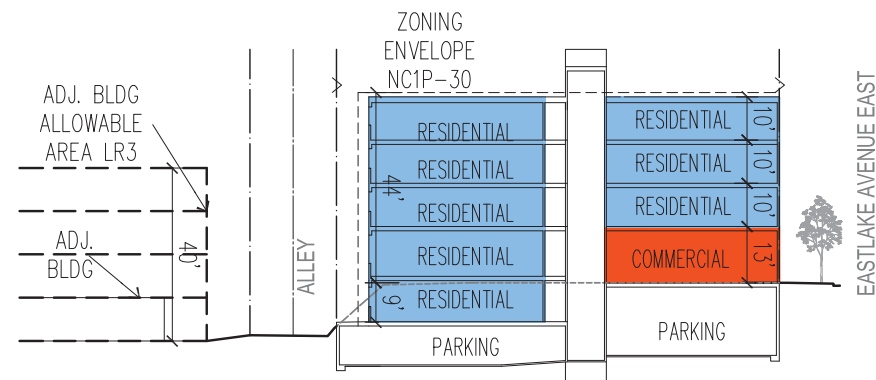 ZONING
ENVELOPE
NC1P-30
ADJ. BLDG
ALLOWABLE
AREA LR3
ADJ.
BLDG
40'
ALLEY
RESIDENTIAL
RESIDENTIAL
44'
RESIDENTIAL
RESIDENTIAL
RESIDENTIAL
9'
PARKING
RESIDENTIAL
10'
RESIDENTIAL
10'
RESIDENTIAL
10'
COMMERCIAL
13'
PARKING
EASTLAKE AVENUE EAST